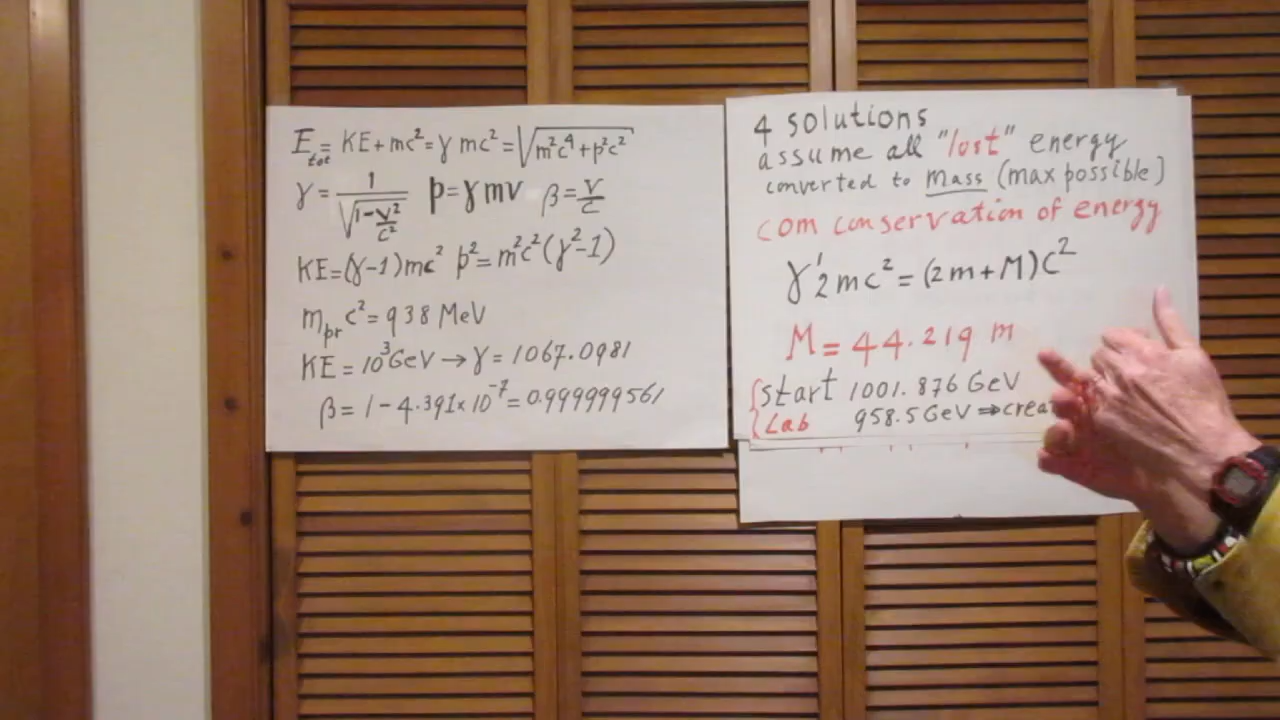 E_tot = KE + mc² = γ mc² = √(m²c⁴ + p²c²)
γ = 1/√(1 - v²/c²) p = γ mv β = v/c
KE = (γ-1)mc² p² = m²c²(γ²-1)
m_pr c² = 938 MeV
KE = 10³ GeV → γ = 1067.0981
β = 1 - 4.391 × 10⁻⁷ = 0.999999561
4 solutions
assume all "lost" energy
converted to mass (max possible)
com conservation of energy
γ' 2mc² = (2m + M)c²
M = 44.219 m
start 1001.876 GeV
Lab 958.5 GeV ⇒